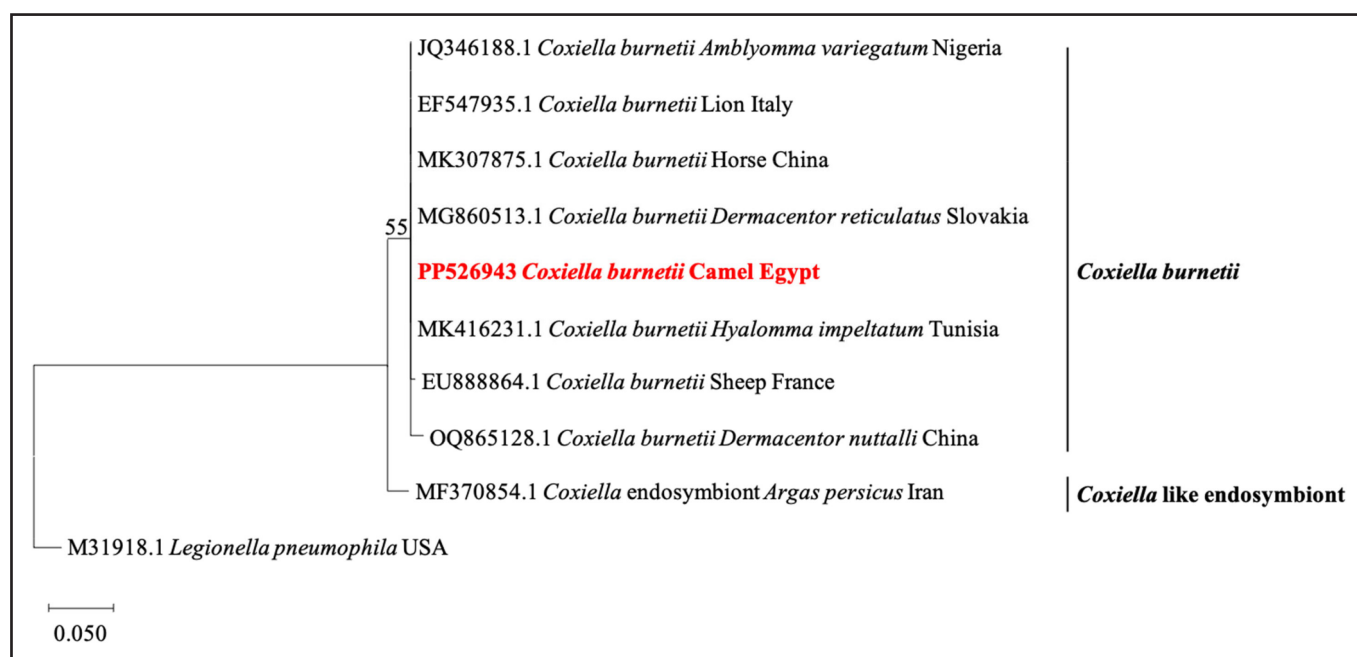 JQ346188.1 Coxiella burnetii Amblyomma variegatum Nigeria
EF547935.1 Coxiella burnetii Lion Italy
MK307875.1 Coxiella burnetii Horse China
MG860513.1 Coxiella burnetii Dermacentor reticulatus Slovakia
55
PP526943 Coxiella burnetii Camel Egypt
Coxiella burnetii
MK416231.1 Coxiella burnetii Hyalomma impeltatum Tunisia
EU888864.1 Coxiella burnetii Sheep France
OQ865128.1 Coxiella burnetii Dermacentor nuttalli China
MF370854.1 Coxiella endosymbiont Argas persicus Iran
Coxiella like endosymbiont
M31918.1 Legionella pneumophila USA
0.050